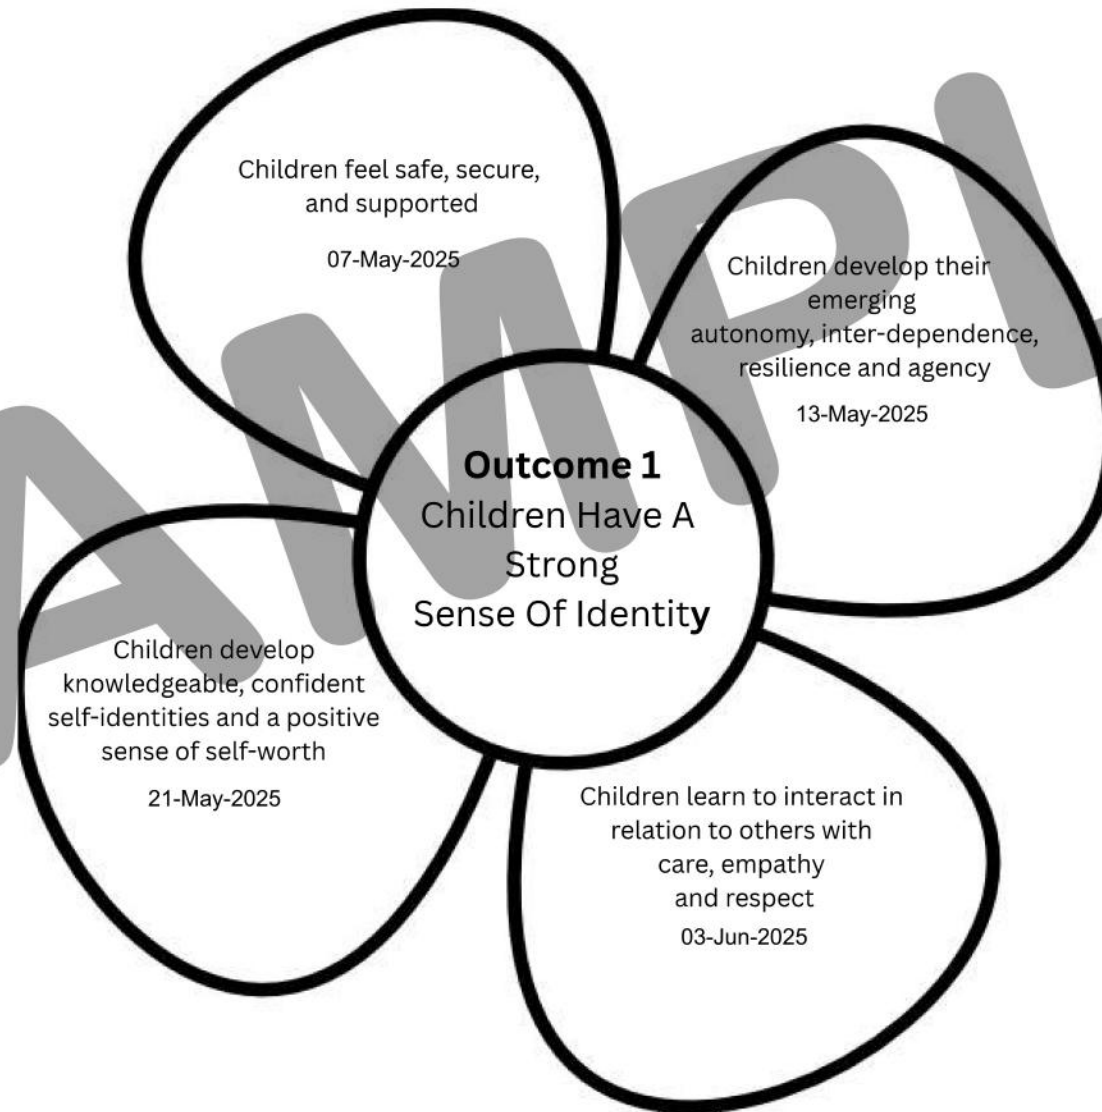 Children feel safe, secure,
and supported
07-May-2025
Children develop their
emerging
autonomy, inter-dependence,
resilience and agency
13-May-2025
Outcome 1
Children Have A
Strong
Sense Of Identity
Children develop
knowledgeable, confident
self-identities and a positive
sense of self-worth
21-May-2025
Children learn to interact in
relation to others with
care, empathy
and respect
03-Jun-2025
AMPL